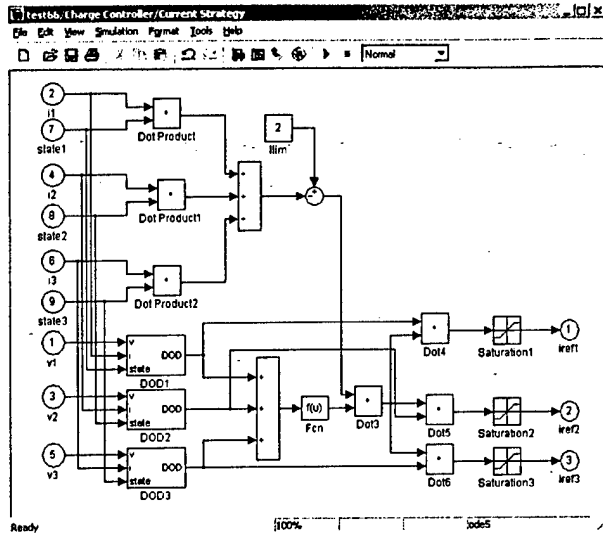 test6b/Charge Controller/Current Strategy
File Edit View Simulation Format Tools Help
Normal
2
i1
7
state1
Dot Product
2
Ilim
4
i2
8
state2
Dot Product1
6
i3
9
state3
Dot Product2
1
v1
v
i
state
DOD
DOD1
3
v2
v
i
state
DOD
DOD2
5
v3
v
i
state
DOD
DOD3
f(u)
Fcn
Dot3
Dot4
Saturation1
1
iref1
Dot5
Saturation2
2
iref2
Dot6
Saturation3
3
iref3
Ready
100%
ode5